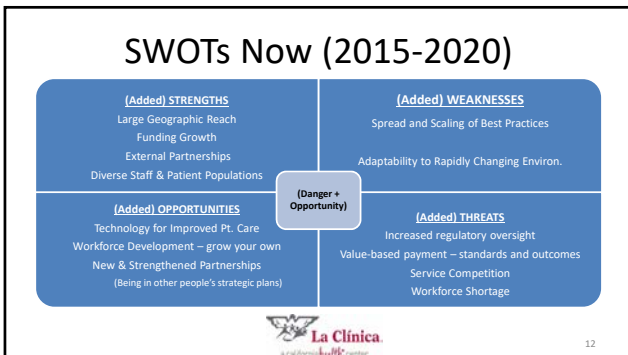 SWOTs Now (2015-2020)
(Added) STRENGTHS
Large Geographic Reach
Funding Growth
External Partnerships
Diverse Staff & Patient Populations
(Added) WEAKNESSES
Spread and Scaling of Best Practices
Adaptability to Rapidly Changing Environ.
(Danger +
Opportunity)
(Added) OPPORTUNITIES
Technology for Improved Pt. Care
Workforce Development – grow your own
New & Strengthened Partnerships
(Being in other people's strategic plans)
(Added) THREATS
Increased regulatory oversight
Value-based payment – standards and outcomes
Service Competition
Workforce Shortage
La Clínica.
a california health center
12